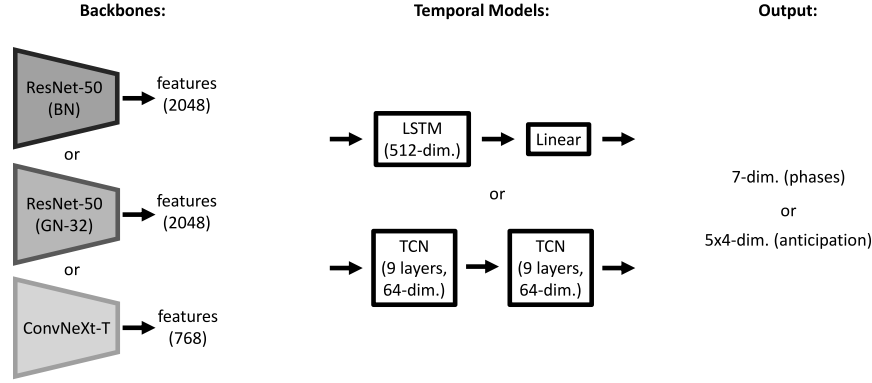 Backbones:
ResNet-50
(BN)
features
(2048)
or
ResNet-50
(GN-32)
features
(2048)
or
ConvNeXt-T
features
(768)
Temporal Models:
LSTM
(512-dim.)
Linear
or
TCN
(9 layers,
64-dim.)
TCN
(9 layers,
64-dim.)
Output:
7-dim. (phases)
or
5x4-dim. (anticipation)